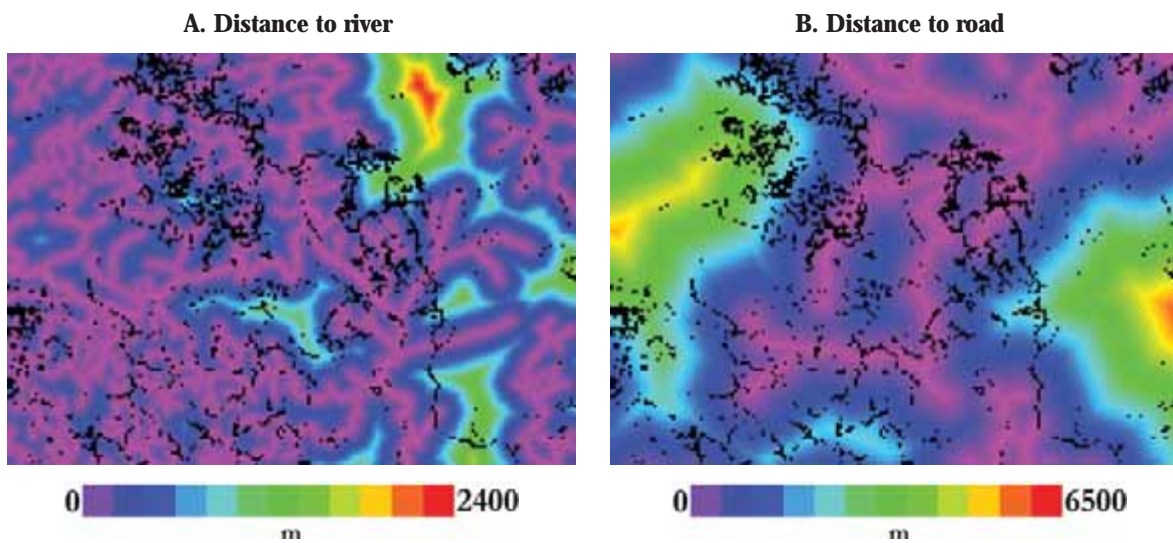 A. Distance to river
B. Distance to road
0 2400
m
0 6500
m